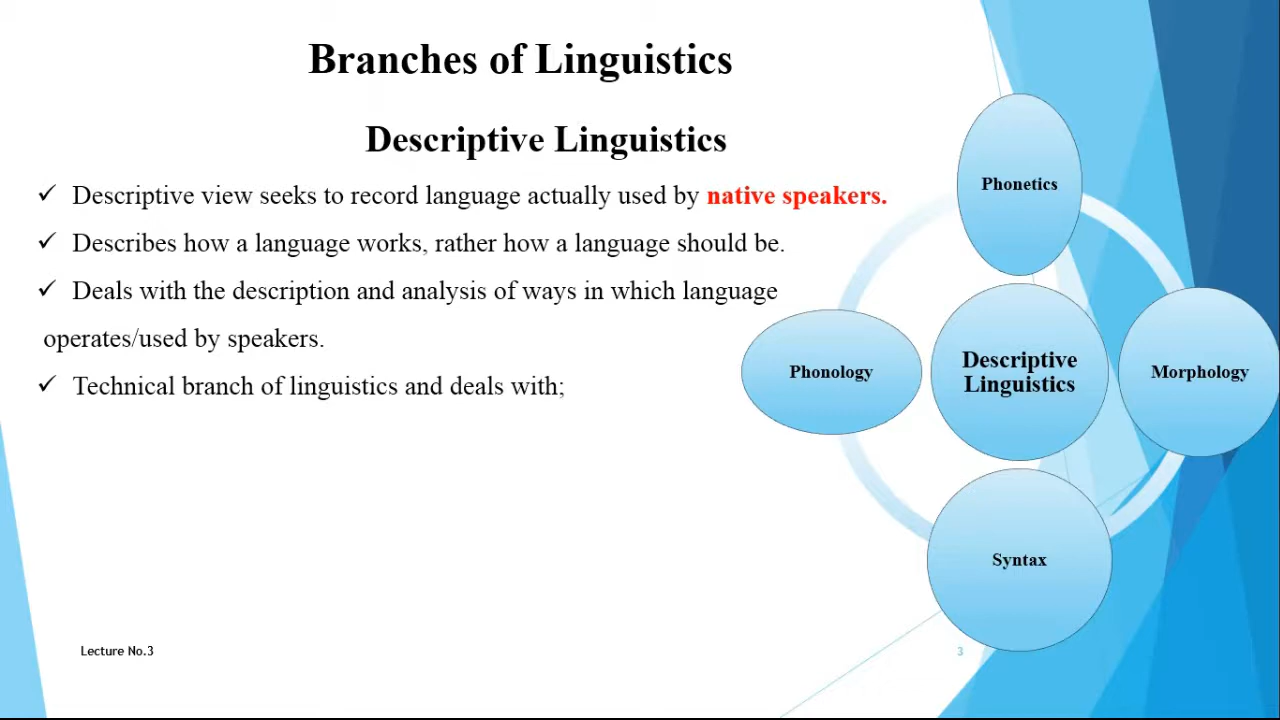 Branches of Linguistics
Descriptive Linguistics
✓ Descriptive view seeks to record language actually used by native speakers.
✓ Describes how a language works, rather how a language should be.
✓ Deals with the description and analysis of ways in which language
operates/used by speakers.
✓ Technical branch of linguistics and deals with;
Phonetics
Phonology
Descriptive
Linguistics
Morphology
Syntax
Lecture No.3
3